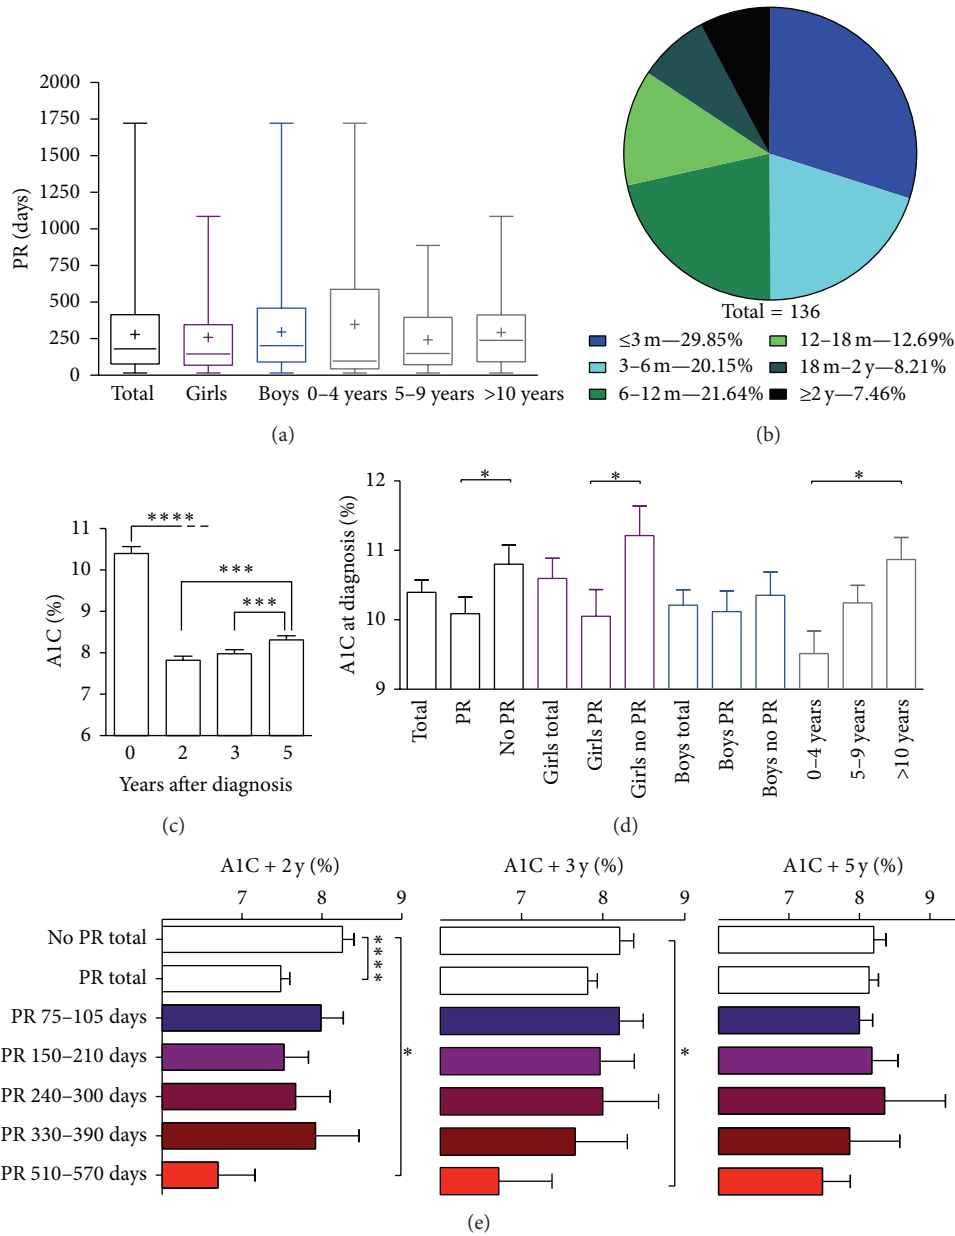 PR (days)
2000
1750
1500
1250
1000
750
500
250
0
Total Girls Boys 0–4 years 5–9 years >10 years
(a)
Total = 136
≤3 m—29.85% 12–18 m—12.69%
3–6 m—20.15% 18 m–2 y—8.21%
6–12 m—21.64% ≥2 y—7.46%
(b)
A1C (%)
11
10
9
8
7
6
****
***
***
0 2 3 5
Years after diagnosis
(c)
A1C at diagnosis (%)
12
11
10
9
* * *
Total
PR
No PR
Girls total
Girls PR
Girls no PR
Boys total
Boys PR
Boys no PR
0–4 years
5–9 years
>10 years
(d)
A1C + 2 y (%) A1C + 3 y (%) A1C + 5 y (%)
7 8 9 7 8 9 7 8 9
No PR total
PR total
PR 75–105 days
PR 150–210 days
PR 240–300 days
PR 330–390 days
PR 510–570 days
****
*
*
(e)